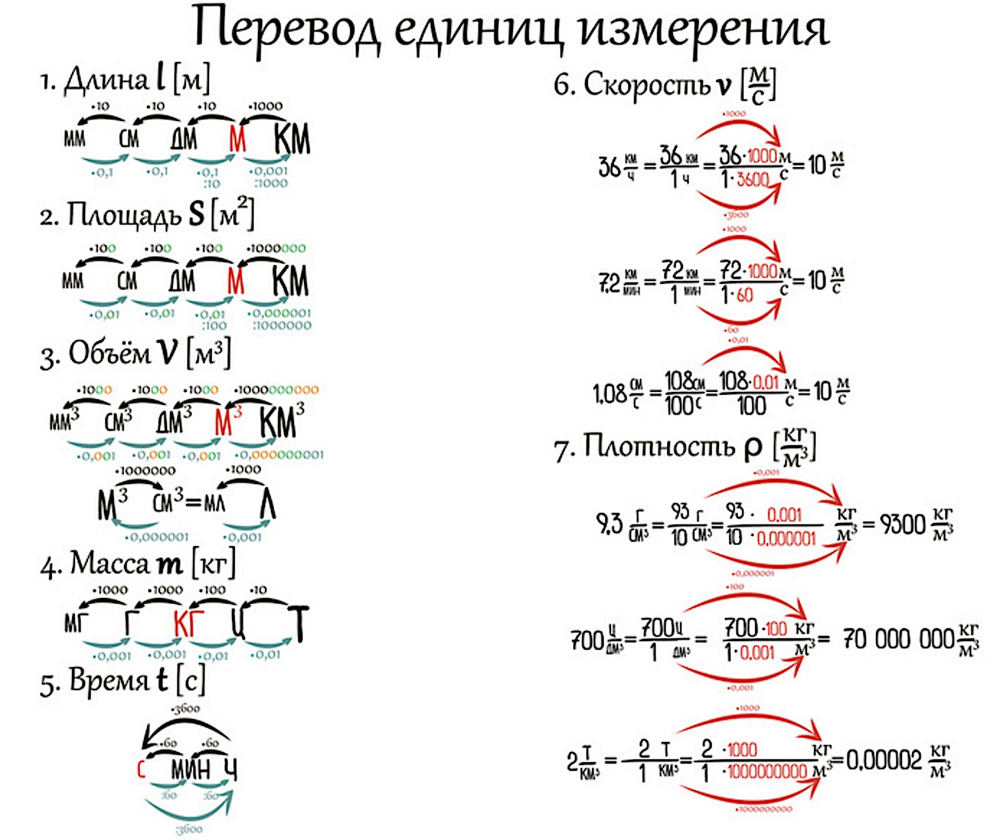 Перевод единиц измерения
1. Длина l [м]
·10 ·10 ·10 ·1000
мм см дм м км
·0,1 ·0,1 ·0,1 ·0,001
:10 :1000
2. Площадь S [м²]
·100 ·100 ·100 ·1000000
мм см дм м км
·0,01 ·0,01 ·0,01 ·0,000001
:100 :1000000
3. Объём V [м³]
·1000 ·1000 ·1000 ·1000000000
мм³ см³ дм³ м³ км³
·0,001 ·0,001 ·0,001 ·0,000000001
·1000000 ·1000
м³ см³=мл л
·0,000001 ·0,001
4. Масса m [кг]
·1000 ·1000 ·100 ·10
мг г кг ц т
·0,001 ·0,001 ·0,01 ·0,01
5. Время t [с]
·3600
·60 ·60
с мин ч
:60 :60
:3600
6. Скорость v [м/с]
·1000
36 км/ч = 36 км/1 ч = 36·1000/1·3600 м/с = 10 м/с
·3600
·1000
7.2 км/мин = 72 км/1 мин = 72·1000/1·60 м/с = 10 м/с
·60
·0,01
1.08 см/с = 108см/100с = 108·0.01/100 м/с = 10 м/с
7. Плотность ρ [кг/м³]
·0,001
9.3 г/см³ = 93 г/10 см³ = 93 · 0.001/10 ·0.000001 кг/м³ = 9300 кг/м³
·0,000001
·100
700 ц/дм³ = 700ц/1 дм³ = 700 ·100/1·0.001 кг/м³ = 70 000 000 кг/м³
·0,001
·1000
2 т/км³ = 2 т/1 км³ = 2 ·1000/1 ·1000000000 кг/м³ = 0,00002 кг/м³
·1000000000